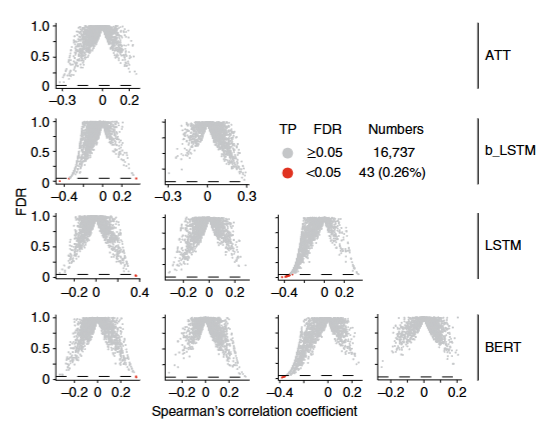 1.0
0.5
0
−0.3 0 0.2
ATT
1.0
0.5
0
−0.4 −0.2 0 0.2
−0.3 0 0.3
TP FDR Numbers
≥0.05 16,737
<0.05 43 (0.26%)
b_LSTM
FDR
1.0
0.5
0
−0.2 0 0.4
−0.2 0 0.2
−0.4 0 0.2
LSTM
1.0
0.5
0
−0.2 0 0.2
−0.2 0 0.2
−0.4 0 0.2
−0.2 0 0.2
BERT
Spearman's correlation coefficient